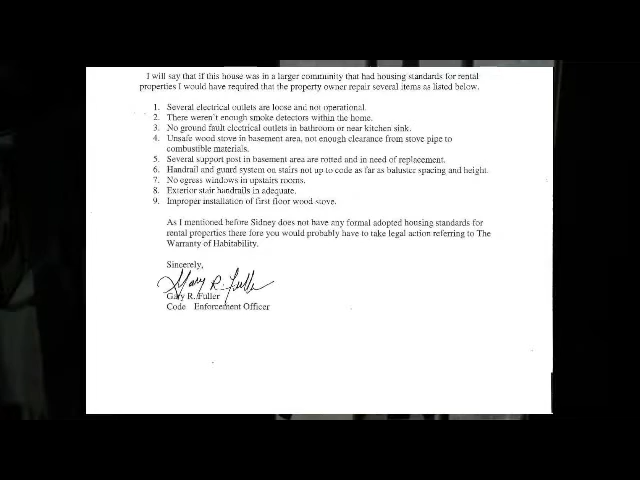 I will say that if this house was in a larger community that had housing standards for rental
properties I would have required that the property owner repair several items as listed below.
1. Several electrical outlets are loose and not operational.
2. There weren't enough smoke detectors within the home.
3. No ground fault electrical outlets in bathroom or near kitchen sink.
4. Unsafe wood stove in basement area, not enough clearance from stove pipe to
combustible materials.
5. Several support post in basement area are rotted and in need of replacement.
6. Handrail and guard system on stairs not up to code as far as baluster spacing and height.
7. No egress windows in upstairs rooms.
8. Exterior stair handrails in adequate.
9. Improper installation of first floor wood stove.
As I mentioned before Sidney does not have any formal adopted housing standards for
rental properties there fore you would probably have to take legal action referring to The
Warranty of Habitability.
Sincerely,
Gary R. Fuller
Gary R. Fuller
Code Enforcement Officer